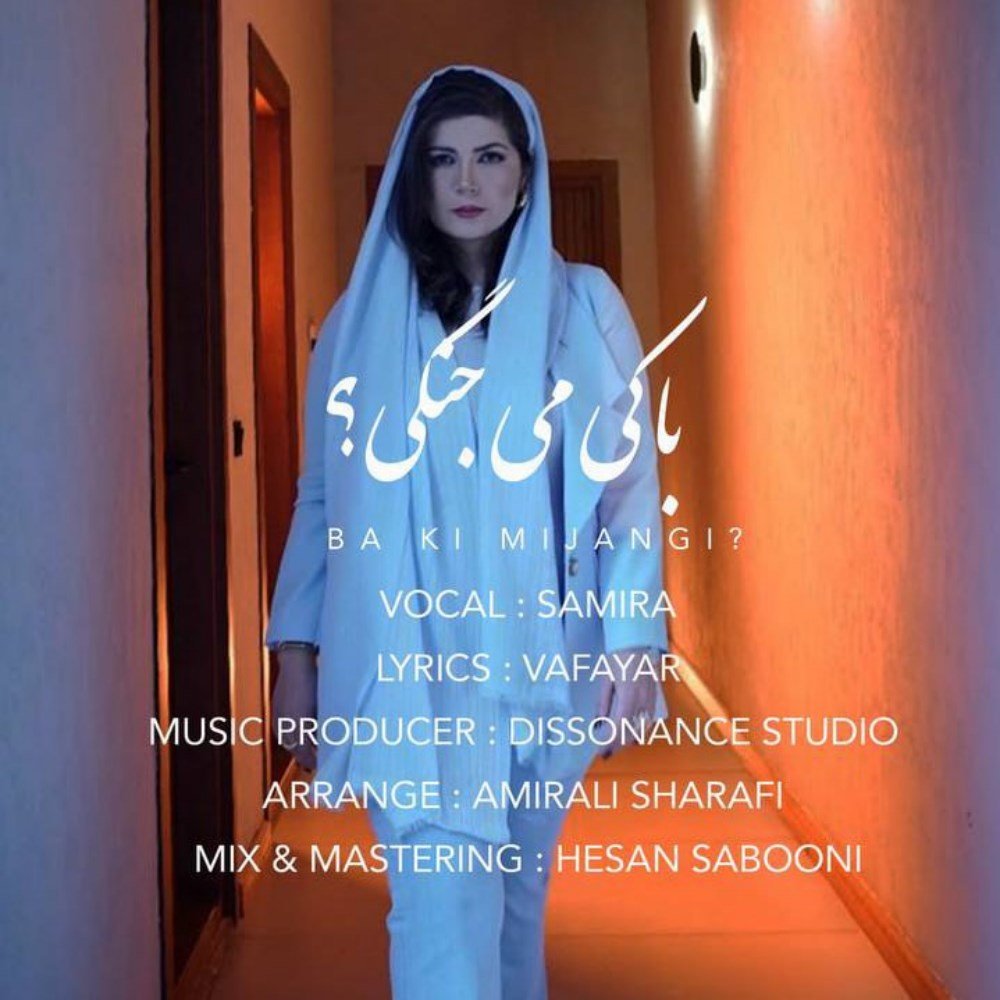 با کی می جنگی؟
BA KI MIJANGI?
VOCAL : SAMIRA
LYRICS : VAFAYAR
MUSIC PRODUCER : DISSONANCE STUDIO
ARRANGE : AMIRALI SHARAFI
MIX & MASTERING : HESAN SABOONI